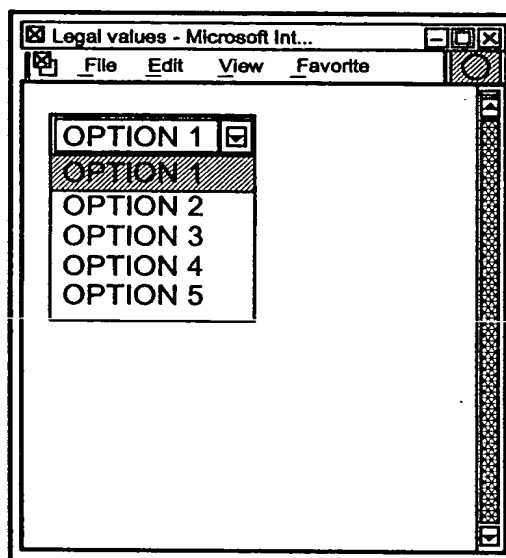 Legal values - Microsoft Int...
File Edit View Favorite
OPTION 1
OPTION 1
OPTION 2
OPTION 3
OPTION 4
OPTION 5